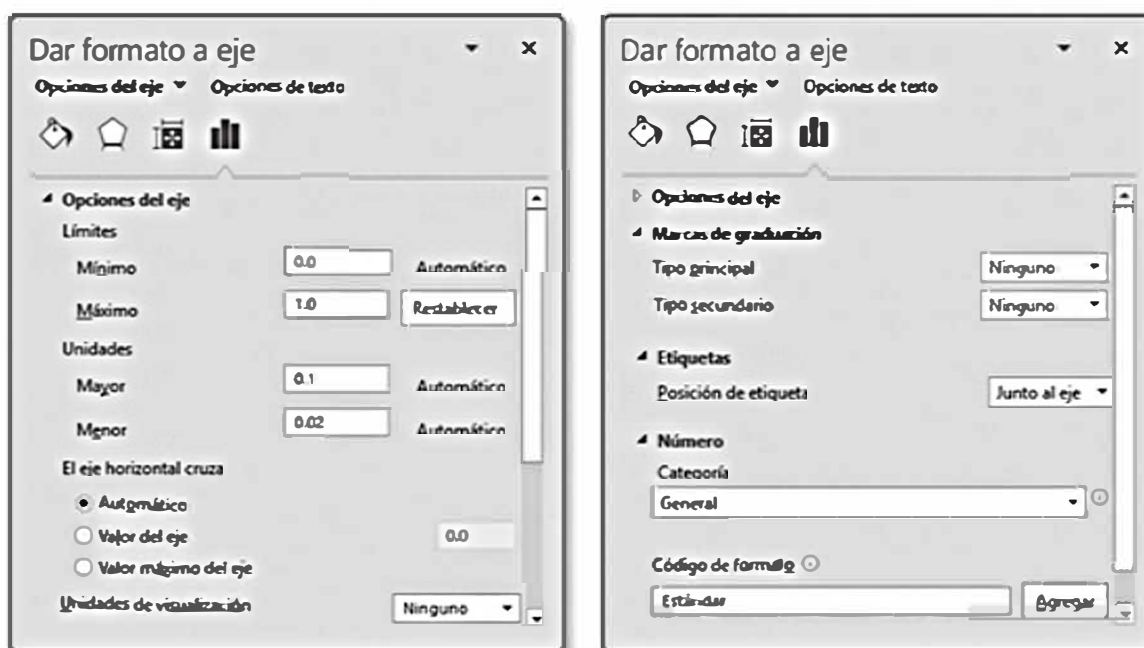 Dar formato a eje
Opciones del eje Opciones de texto
Opciones del eje
Límites
Mínimo 0.0 Automático
Máximo 1.0 Restablecer
Unidades
Mayor 0.1 Automático
Menor 0.02 Automático
El eje horizontal cruza
Automático
Valor del eje 0.0
Valor máximo del eje
Unidades de visualización Ninguno
Dar formato a eje
Opciones del eje Opciones de texto
Opciones del eje
Marcas de graduación
Tipo principal Ninguno
Tipo secundario Ninguno
Etiquetas
Posición de etiqueta Junto al eje
Número
Categoría
General
Código de formato
Estándar Agregar